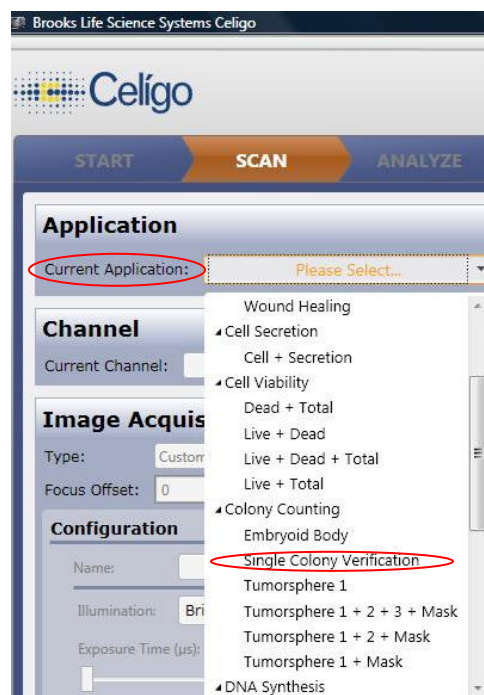 Brooks Life Science Systems Celigo
Celígo
START SCAN ANALYZE
Application
Current Application: Please Select...
Wound Healing
Channel
Cell Secretion
Current Channel:
Cell + Secretion
Cell Viability
Dead + Total
Image Acquis
Live + Dead
Type: Custom
Live + Dead + Total
Focus Offset: 0
Live + Total
Colony Counting
Configuration
Embryoid Body
Name:
Single Colony Verification
Tumorsphere 1
Illumination: Bri
Tumorsphere 1 + 2 + 3 + Mask
Tumorsphere 1 + 2 + Mask
Exposure Time (µs):
Tumorsphere 1 + Mask
DNA Synthesis